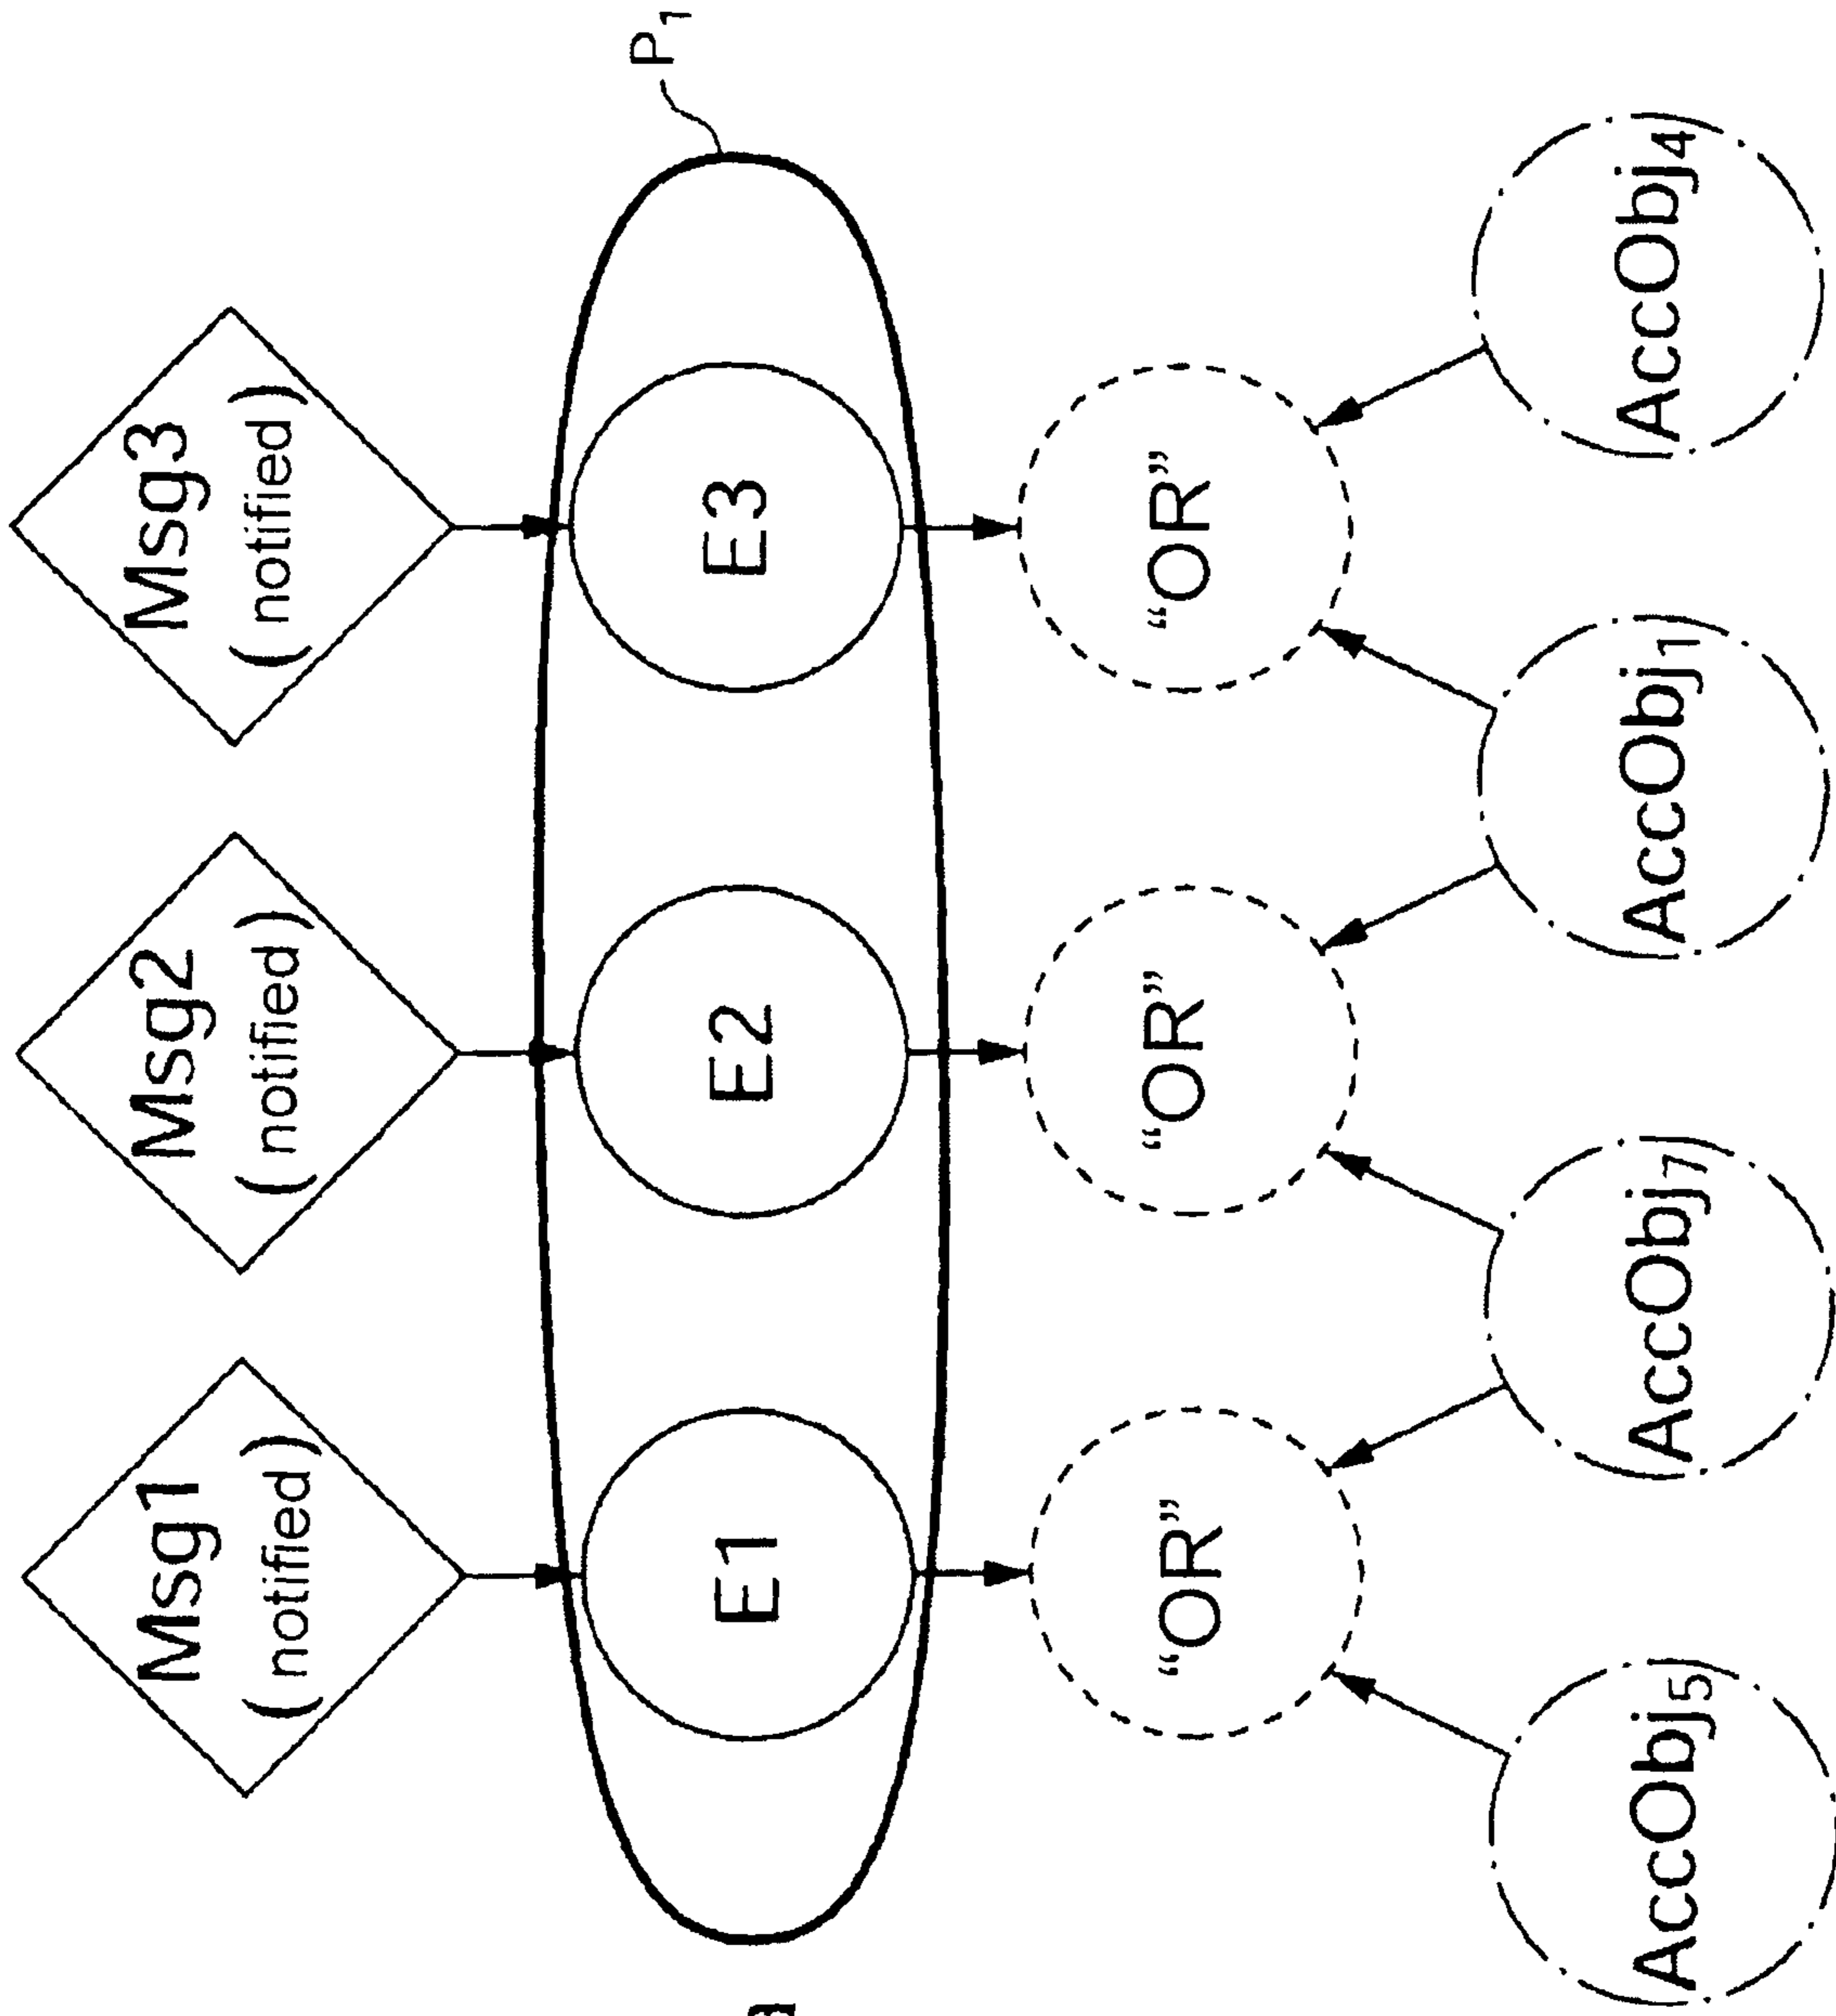 Msg1
(notified)
Msg2
(notified)
Msg3
(notified)
E1
E2
E3
P1
"OR"
"OR"
"OR"
AccObj5
AccObj7
AccObj1
AccObj4